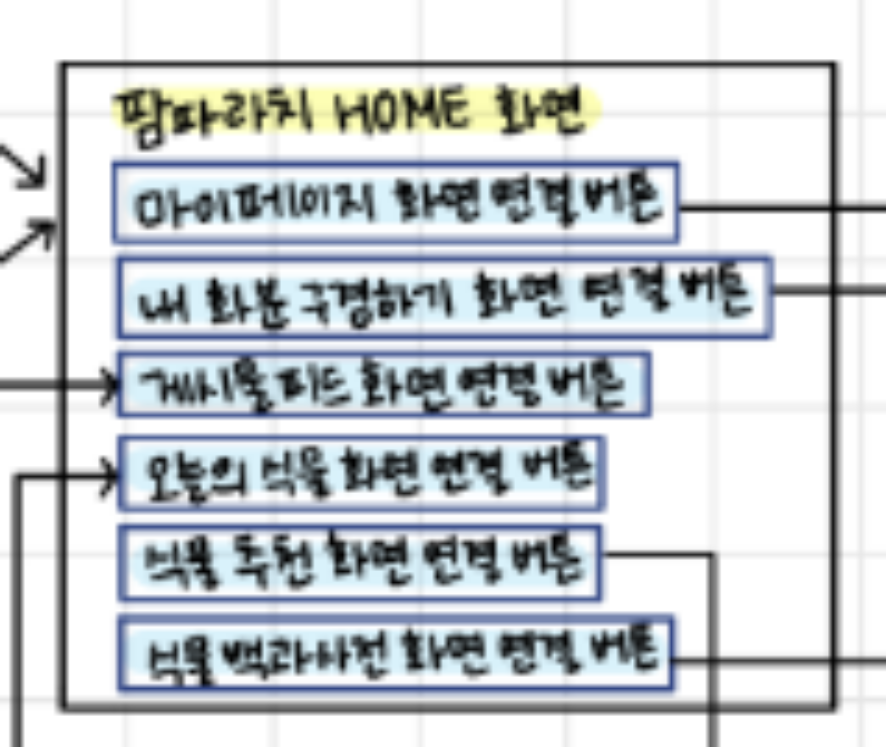 팜파라치 HOME 화면
마이페이지 화면 연결 버튼
내 화분 구경하기 화면 연결 버튼
게시물 피드 화면 연결 버튼
오늘의 식물 화면 연결 버튼
식물 추천 화면 연결 버튼
식물 백과사전 화면 연결 버튼